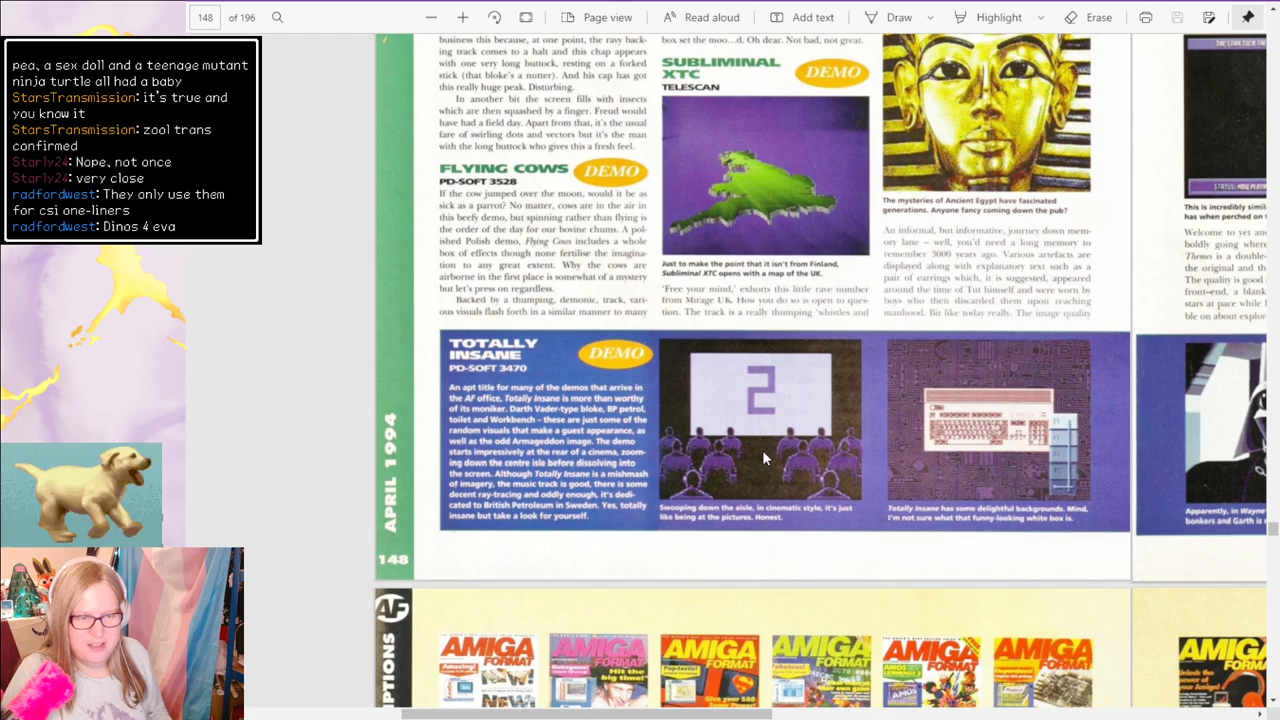 148 of 196
Page view
Read aloud
Add text
Draw
Highlight
Erase
pea, a sex doll and a teenage mutant
ninja turtle all had a baby
StarsTransmission: it's true and
you know it
StarsTransmission: zool trans
confirmed
Starly24: Nope, not once
Starly24: very close
radfordwest: They only use them
for csi one-liners
radfordwest: Dinos 4 eva
business this because, at one point, the ravy back-
ing track comes to a halt and this chap appears
with one very long buttock, resting on a forked
stick (that bloke's a nutter). And his cap has got
this really huge peak. Disturbing.
In another bit the screen fills with insects
which are then squashed by a finger. Freud would
have had a field day. Apart from that, it's the usual
fare of swirling dots and vectors but it's the man
with the long buttock who gives this a fresh feel.
FLYING COWS
DEMO
PD-SOFT 3528
If the cow jumped over the moon, would it be as
sick as a parrot? No matter, cows are in the air in
this beefy demo, but spinning rather than flying is
the order of the day for our bovine chums. A pol-
ished Polish demo, Flying Cows includes a whole
box of effects though none fertilise the imagina-
tion to any great extent. Why the cows are
airborne in the first place is somewhat of a mystery
but let's press on regardless.
Backed by a thumping, demonic, track, vari-
ous visuals flash forth in a similar manner to many
box set the moo...d. Oh dear. Not bad, not great.
SUBLIMINAL
XTC
DEMO
TELESCAN
Just to make the point that it isn't from Finland,
Subliminal XTC opens with a map of the UK.
'Free your mind,' exhorts this little rave number
from Mirage UK. How you do so is open to ques-
tion. The track is a really thumping 'whistles and
The mysteries of Ancient Egypt have fascinated
generations. Anyone fancy coming down the pub?
An informal, but informative, journey down mem-
ory lane – well, you'd need a long memory to
remember 3000 years ago. Various artefacts are
displayed along with explanatory text such as a
pair of earrings which, it is suggested, appeared
around the time of Tut himself and were worn by
boys who then discarded them upon reaching
manhood. Bit like today really. The image quality
This is incredibly simila
has when perched on t
Welcome to yet an
boldly going where
Themes is a double-
the original and th
The quality is good
front-end, a blank
stars at pace while
ble on about explor
TOTALLY
INSANE
DEMO
PD-SOFT 3470
An apt title for many of the demos that arrive in
the AF office, Totally Insane is more than worthy
of its moniker. Darth Vader-type bloke, BP petrol,
toilet and Workbench – these are just some of the
random visuals that make a guest appearance, as
well as the odd Armageddon image. The demo
starts impressively at the rear of a cinema, zoom-
ing down the centre isle before dissolving into
the screen. Although Totally Insane is a mishmash
of imagery, the music track is good, there is some
decent ray-tracing and oddly enough, it's dedi-
cated to British Petroleum in Sweden. Yes, totally
insane but take a look for yourself.
2
Swooping down the aisle, in cinematic style, it's just
like being at the pictures. Honest.
Totally Insane has some delightful backgrounds. Mind,
I'm not sure what that funny-looking white box is.
Apparently, in Wayne
bonkers and Garth is
APRIL 1994
148
AF
IPTIONS
AMIGA
FORMAT
AMIGA
FORMAT
AMIGA
FORMAT
AMIGA
FORMAT
AMIGA
FORMAT
AMIGA
FORMAT
AMIGA